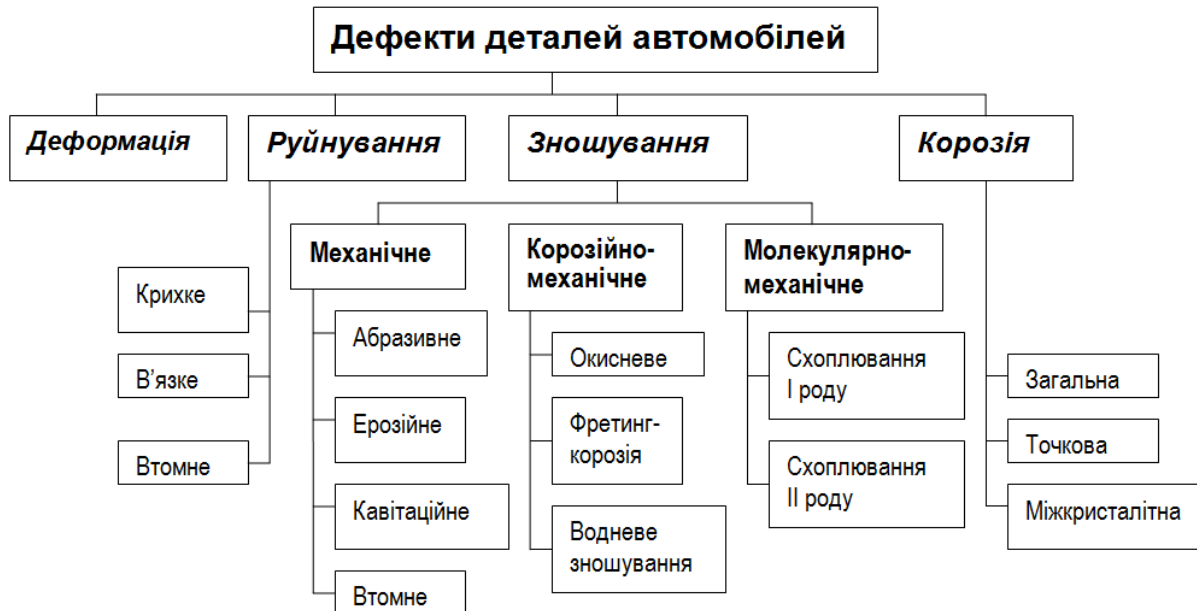 Дефекти деталей автомобілей
Деформація
Руйнування
Зношування
Корозія
Крихке
В’язке
Втомне
Механічне
Абразивне
Ерозійне
Кавітаційне
Втомне
Корозійно-
механічне
Окисневе
Фретинг-
корозія
Водневе
зношування
Молекулярно-
механічне
Схоплювання
І роду
Схоплювання
ІІ роду
Загальна
Точкова
Міжкристалітна